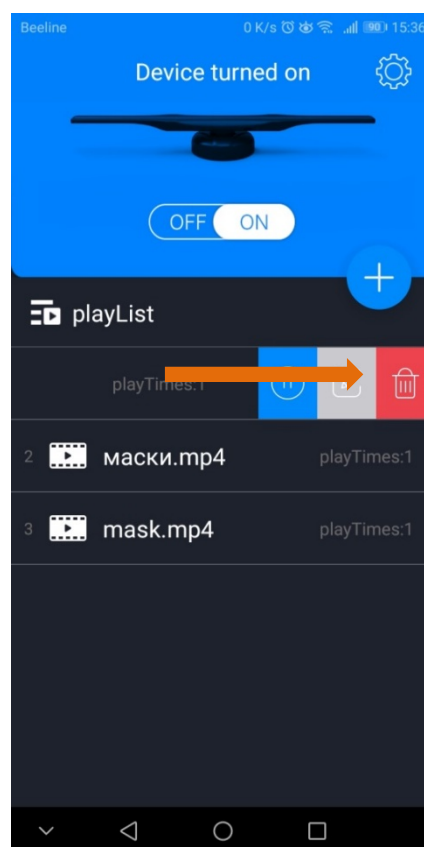 Beeline 0 K/s 90 15:36
Device turned on
OFF ON
playList
playTimes:1
2 маски.mp4 playTimes:1
3 mask.mp4 playTimes:1